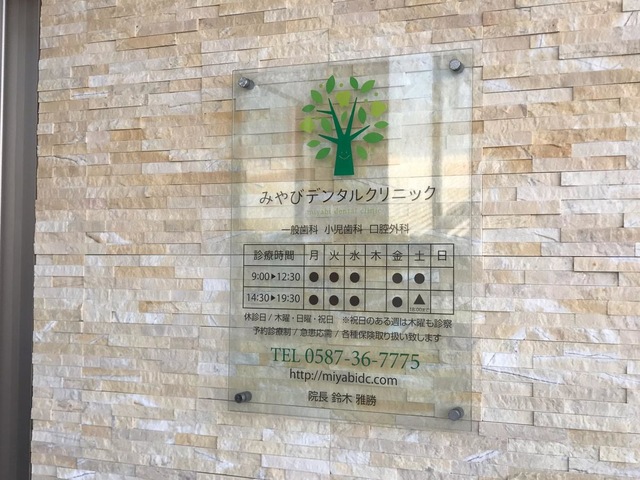 みやびデンタルクリニック
一般歯科 小児歯科 口腔外科
診療時間 月 火 水 木 金 土 日
9:00▶12:30 ● ● ● ● ●
14:30▶19:30 ● ● ● ● ▲
休診日 / 木曜・日曜・祝日 ※祝日のある週は木曜も診察
予約診療制 / 急患応需 / 各種保険取り扱い致します
TEL 0587-36-7775
http://miyabidc.com
院長 鈴木 雅勝